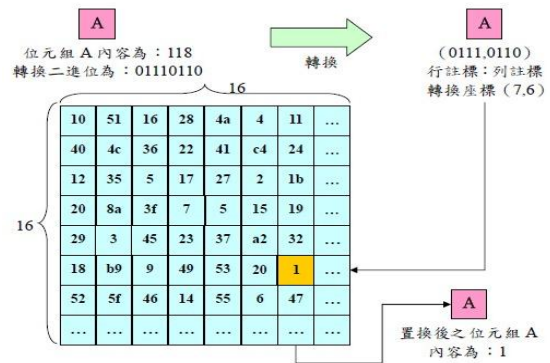 A
位元組 A 內容為：118
轉換二進位為：01110110
轉換
A
(0111,0110)
行註標：列註標
轉換座標 (7,6)
16
16
10 51 16 28 4a 4 11 ...
40 4c 36 22 41 c4 24 ...
12 35 5 17 27 2 1b ...
20 8a 3f 7 5 15 19 ...
29 3 45 23 37 a2 32 ...
18 b9 9 49 53 20 1 ...
52 5f 46 14 55 6 47 ...
... ... ... ... ... ... ... ...
A
置換後之位元組 A
內容為：1